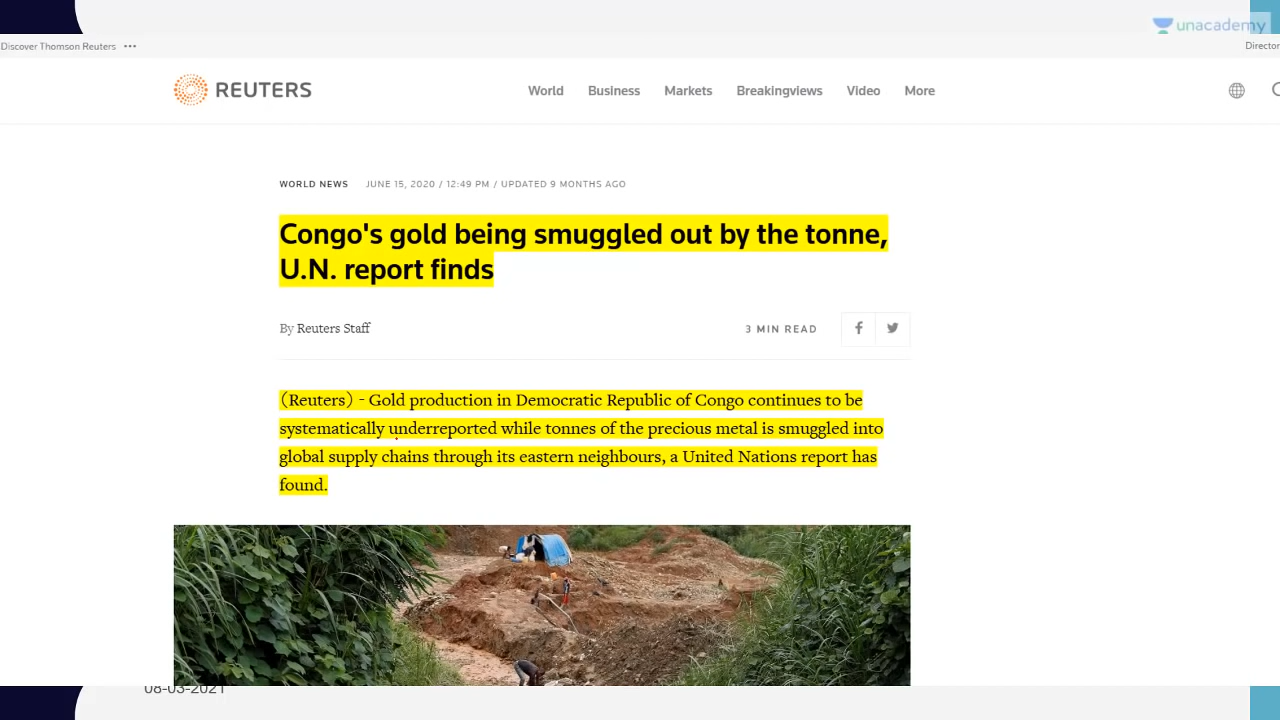 unacademy
Discover Thomson Reuters •••
Director
REUTERS
World Business Markets Breakingviews Video More
WORLD NEWS JUNE 15, 2020 / 12:49 PM / UPDATED 9 MONTHS AGO
Congo's gold being smuggled out by the tonne,
U.N. report finds
By Reuters Staff
3 MIN READ
(Reuters) - Gold production in Democratic Republic of Congo continues to be
systematically underreported while tonnes of the precious metal is smuggled into
global supply chains through its eastern neighbours, a United Nations report has
found.
08-03-2021